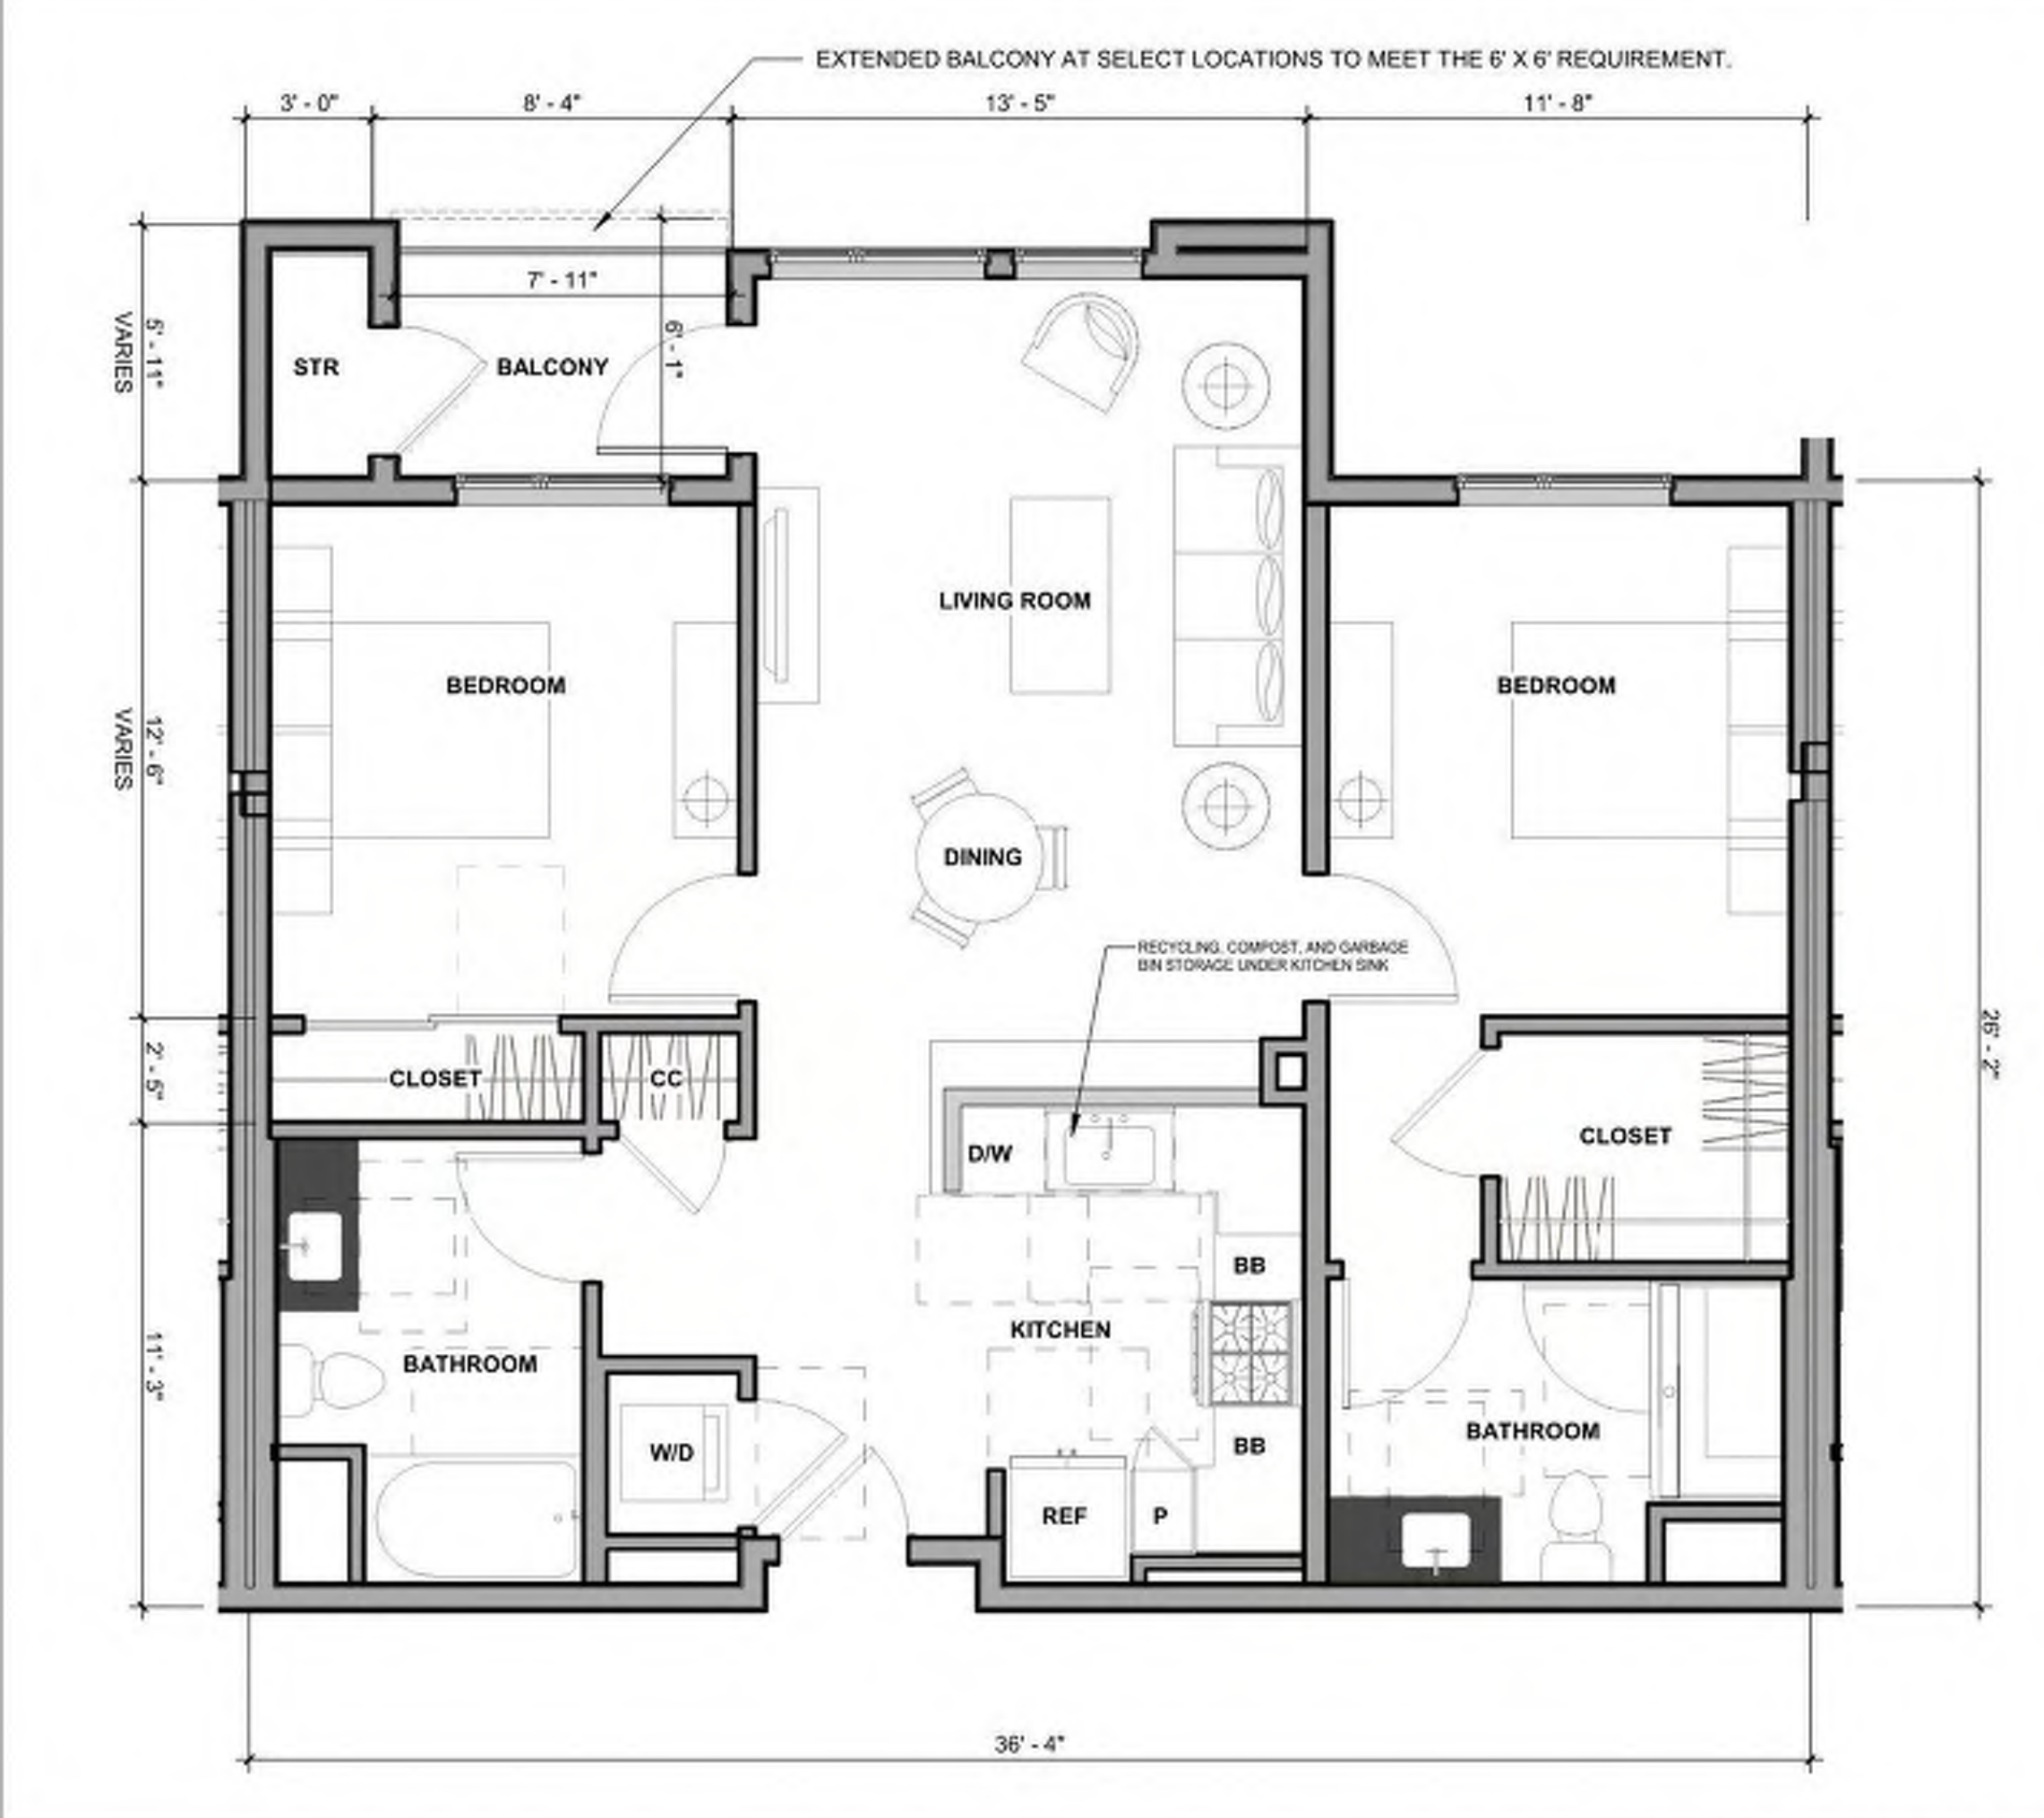 EXTENDED BALCONY AT SELECT LOCATIONS TO MEET THE 6' X 6' REQUIREMENT.
3' - 0"
8' - 4"
13' - 5"
11' - 8"
7' - 11"
5' - 11"
VARIES
6' - 1"
STR
BALCONY
LIVING ROOM
BEDROOM
BEDROOM
12' - 6"
VARIES
DINING
RECYCLING, COMPOST, AND GARBAGE
BIN STORAGE UNDER KITCHEN SINK
26' - 2"
2' - 5"
CLOSET
CC
CLOSET
D/W
BB
KITCHEN
BATHROOM
11' - 3"
BATHROOM
BB
W/D
REF
P
36' - 4"